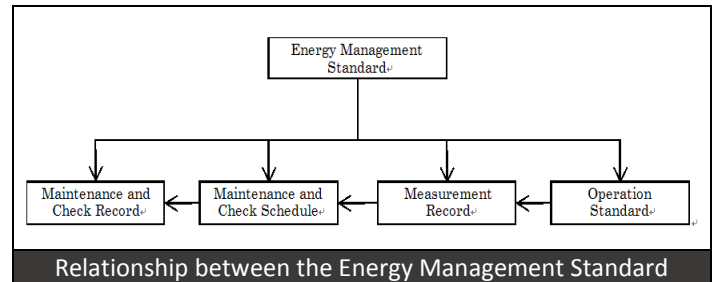 Energy Management
Standard↵
Maintenance and
Check Record↵
Maintenance and
Check Schedule↵
Measurement
Record↵
Operation
Standard↵
↵
Relationship between the Energy Management Standard